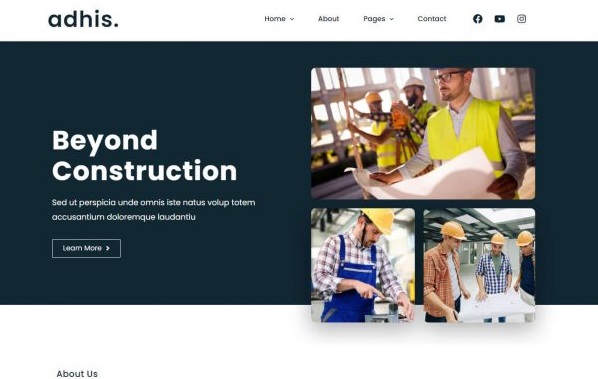 adhis.
Home About Pages Contact
Beyond
Construction
Sed ut perspicia unde omnis iste natus volup totem
accusantium doloremque laudantiu
Learn More
About Us